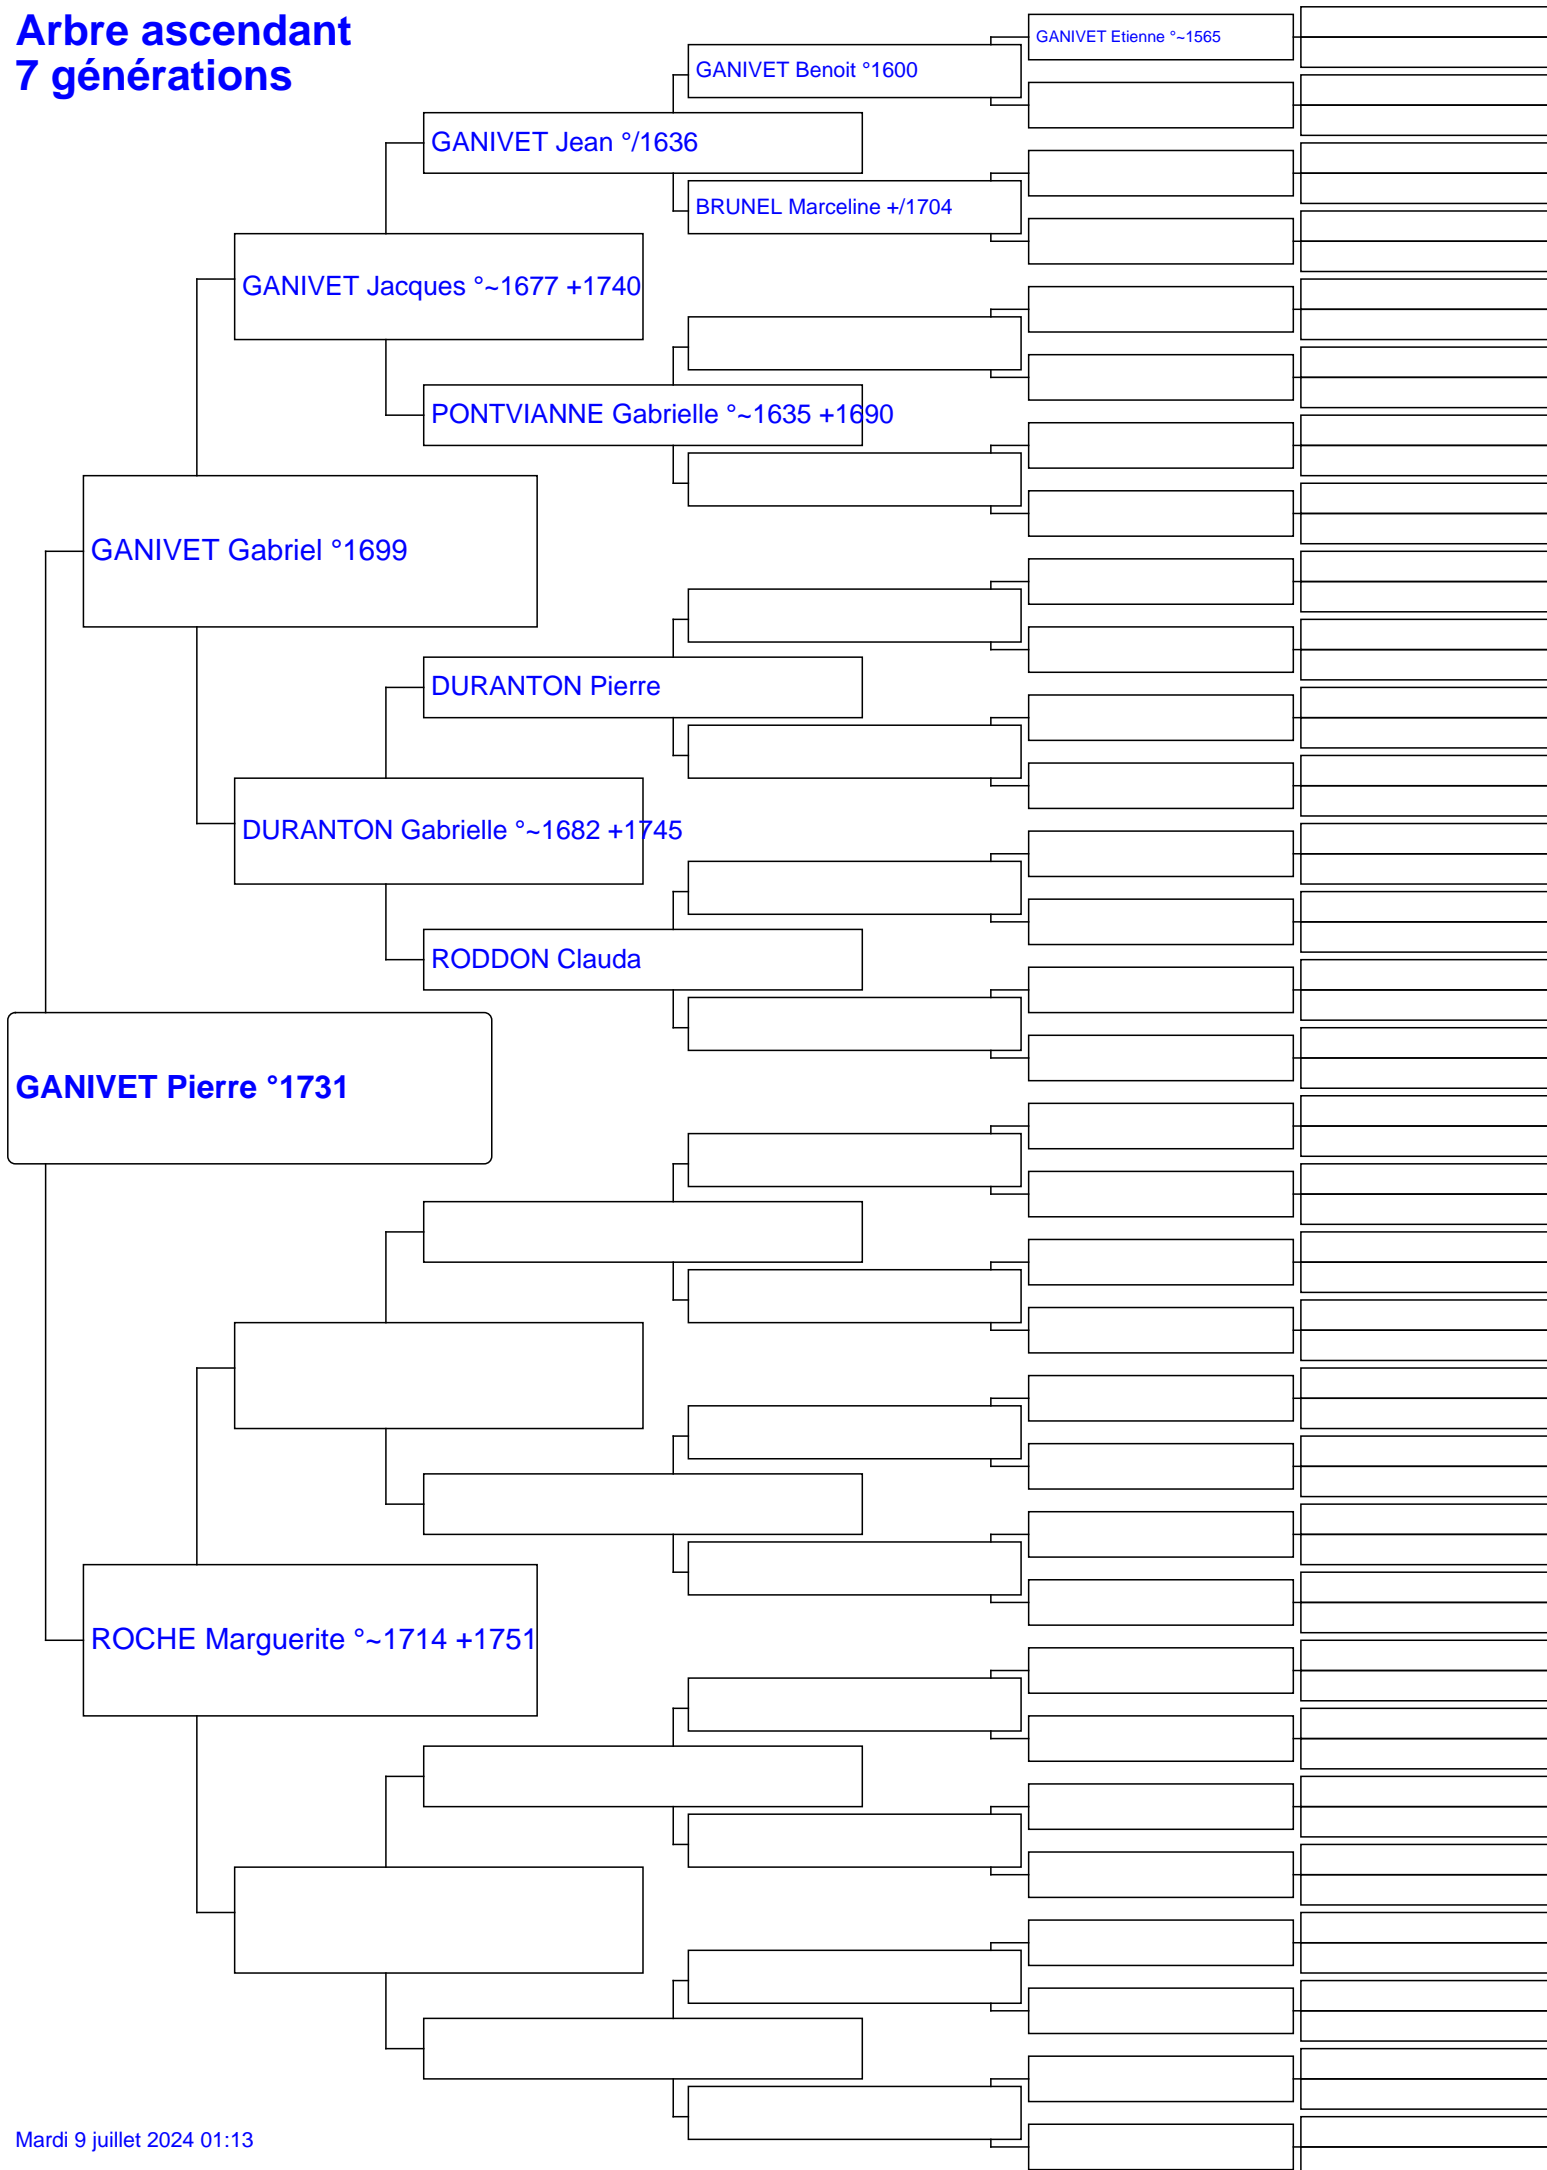 Arbre ascendant
7 générations
GANIVET Etienne °~1565
GANIVET Benoit °1600
GANIVET Jean °/1636
BRUNEL Marceline +/1704
GANIVET Jacques °~1677 +1740
PONTVIANNE Gabrielle °~1635 +1690
GANIVET Gabriel °1699
DURANTON Pierre
DURANTON Gabrielle °~1682 +1745
RODDON Clauda
GANIVET Pierre °1731
ROCHE Marguerite °~1714 +1751
Mardi 9 juillet 2024 01:13